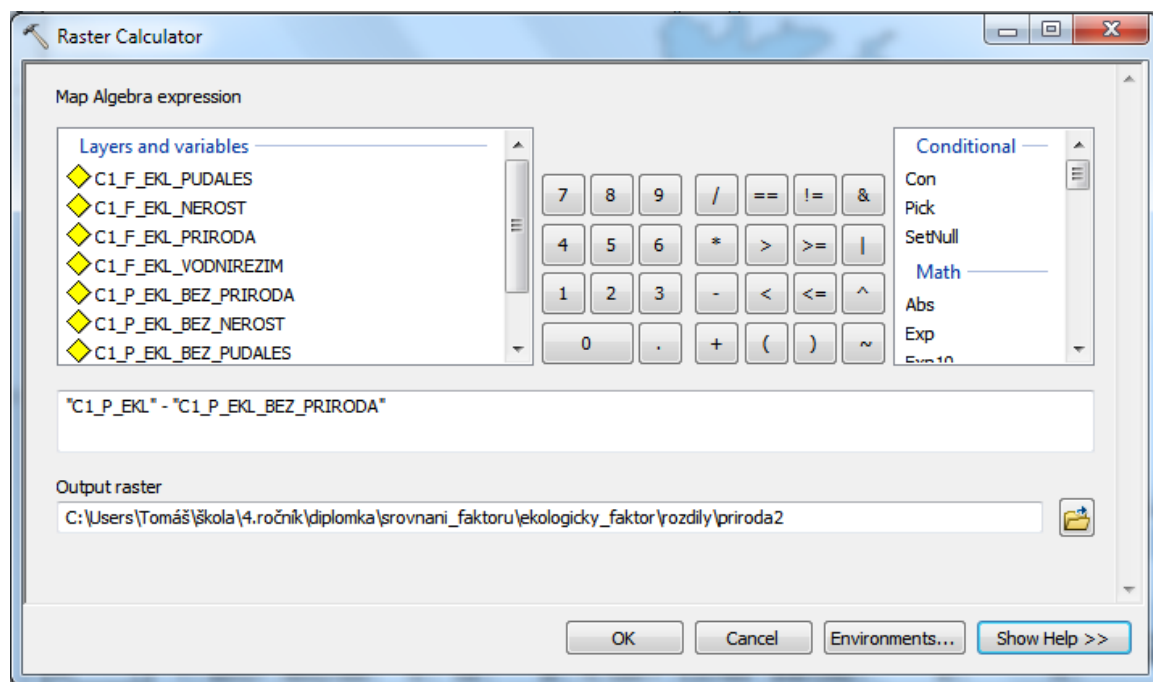 Raster Calculator
Map Algebra expression
Layers and variables
C1_F_EKL_PUDALES
C1_F_EKL_NEROST
C1_F_EKL_PRIRODA
C1_F_EKL_VODNIREZIM
C1_P_EKL_BEZ_PRIRODA
C1_P_EKL_BEZ_NEROST
C1_P_EKL_BEZ_PUDALES
7 8 9 / == != &
4 5 6 * > >= |
1 2 3 - < <= ^
0 . + ( ) ~
Conditional
Con
Pick
SetNull
Math
Abs
Exp
Exp10
"C1_P_EKL" - "C1_P_EKL_BEZ_PRIRODA"
Output raster
C:\Users\Tomáš\škola\4.ročník\diplomka\srovnani_faktoru\ekologicky_faktor\rozdily\priroda2
OK Cancel Environments... Show Help >>